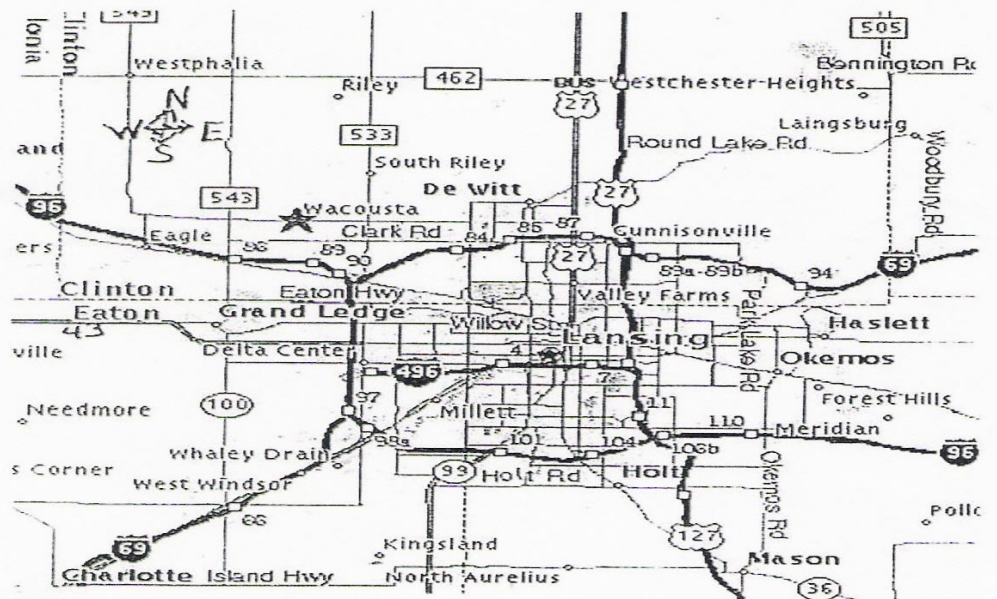 543
505
Clinton
Ionia
Westphalia
Riley
462
BUS
27
Westchester-Heights
Bennington Rd
N
W E
S
and
533
South Riley
Round Lake Rd
Laingsburg
Woodbury Rd
De Witt
543
27
96
Wacousta
Clark Rd
84
85
87
Gunnisonville
ers
Eagle
86
89
90
27
89a-89b
94
69
Clinton
Eaton Hwy
Valley Farms
Park Lake Rd
Eaton
43
Grand Ledge
Willow St
Lansing
Haslett
ville
Delta Center
4
7
Okemos
496
100
97
Needmore
Millett
11
110
Forest Hills
Meridian
98a
101
104
103b
96
Whaley Drain
s Corner
99
Holt Rd
Holt
Okemos Rd
West Windsor
66
Pollo
69
127
Kingsland
Mason
Charlotte
Island Hwy
North Aurelius
36